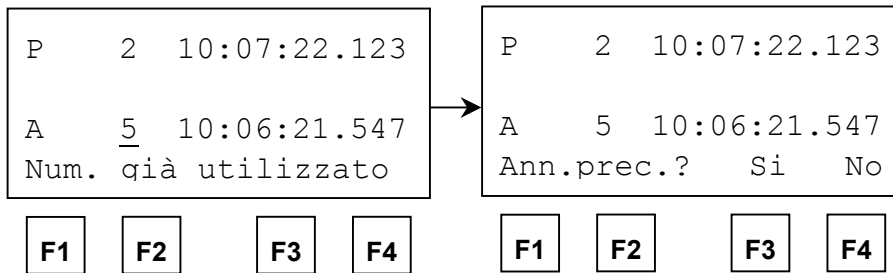 P 2 10:07:22.123
A 5 10:06:21.547
Num. già utilizzato
F1 F2 F3 F4
P 2 10:07:22.123
A 5 10:06:21.547
Ann.prec.? Si No
F1 F2 F3 F4